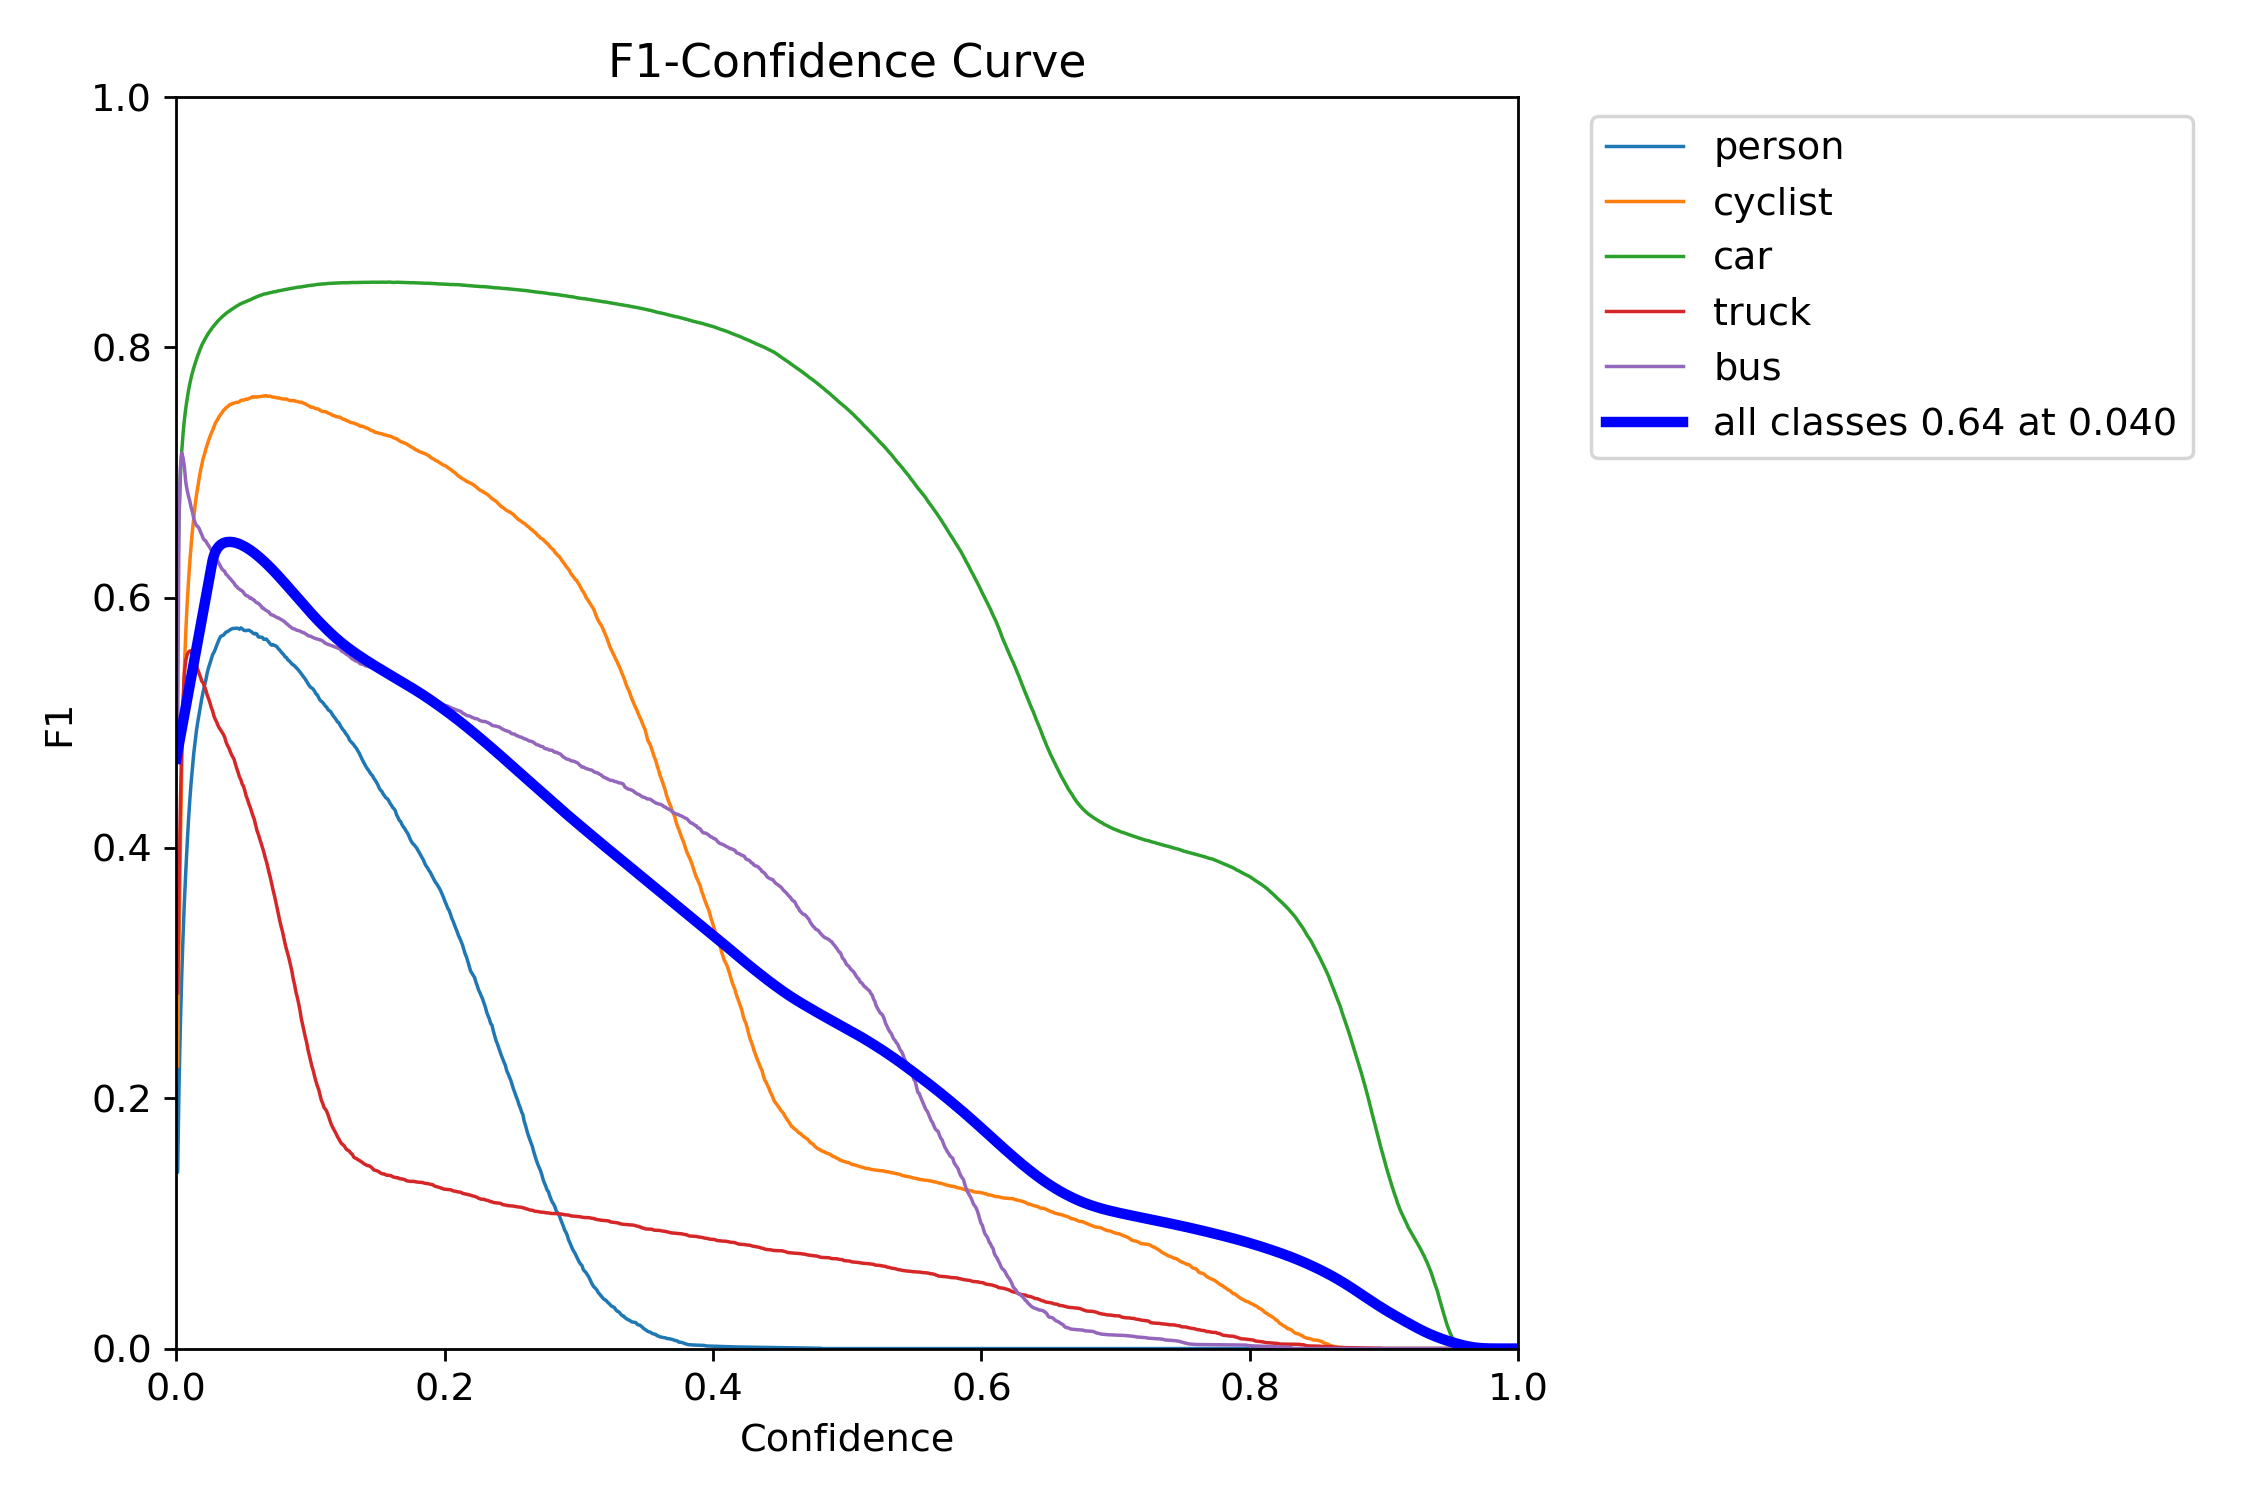 F1-Confidence Curve
1.0
0.8
0.6
0.4
0.2
0.0
F1
0.0 0.2 0.4 0.6 0.8 1.0
Confidence
person
cyclist
car
truck
bus
all classes 0.64 at 0.040